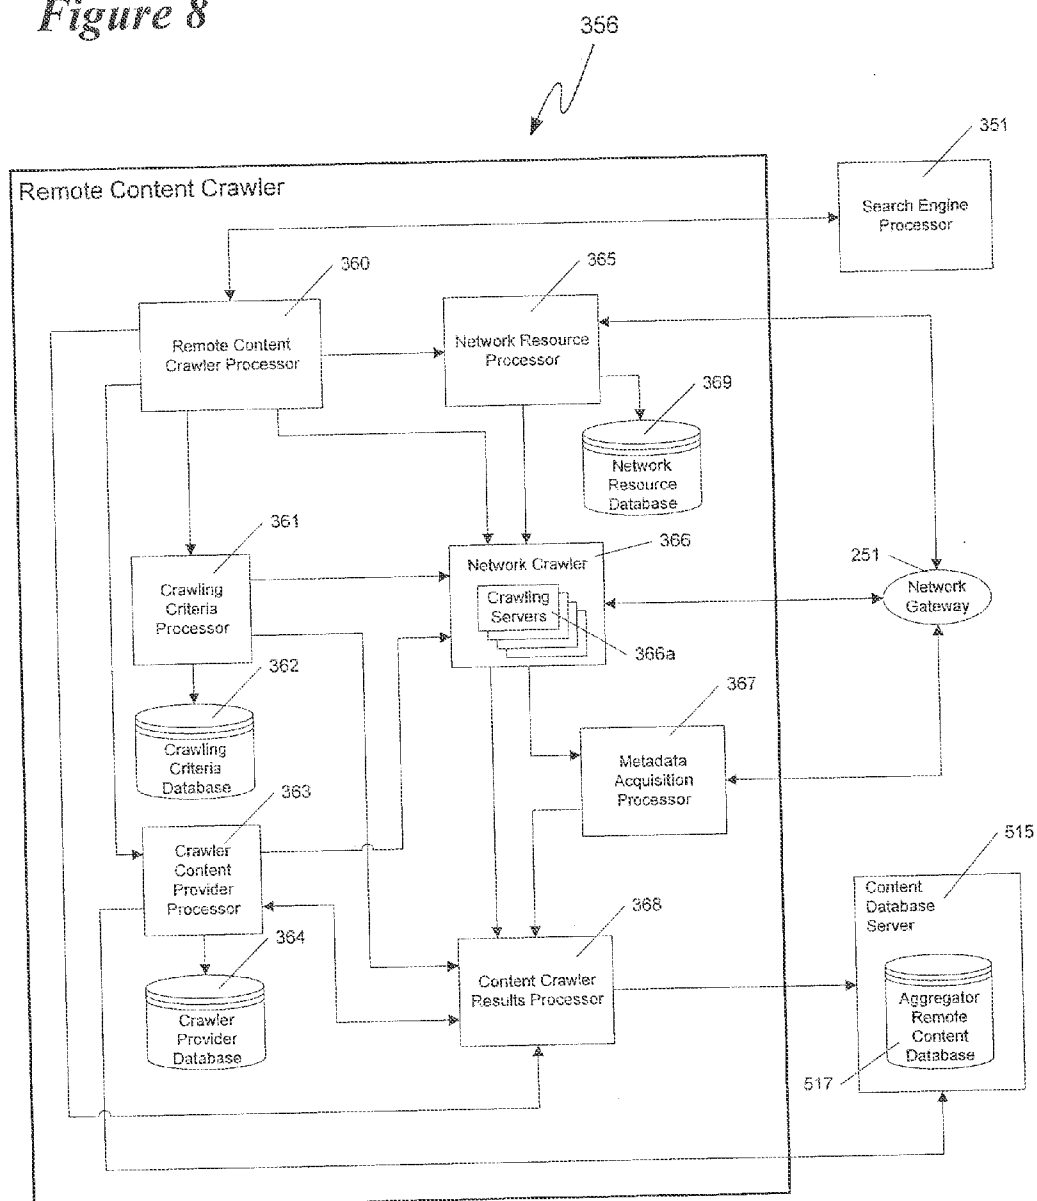 Figure 8
356
351
Remote Content Crawler
Search Engine
Processor
360
365
Remote Content
Crawler Processor
Network Resource
Processor
369
Network
Resource
Database
361
366
251
Network Crawler
Crawling
Servers
366a
Network
Gateway
Crawling
Criteria
Processor
362
367
Crawling
Criteria
Database
Metadata
Acquisition
Processor
363
Crawler
Content
Provider
Processor
515
Content
Database
Server
368
364
Content Crawler
Results Processor
Aggregator
Remote
Content
Database
Crawler
Provider
Database
517